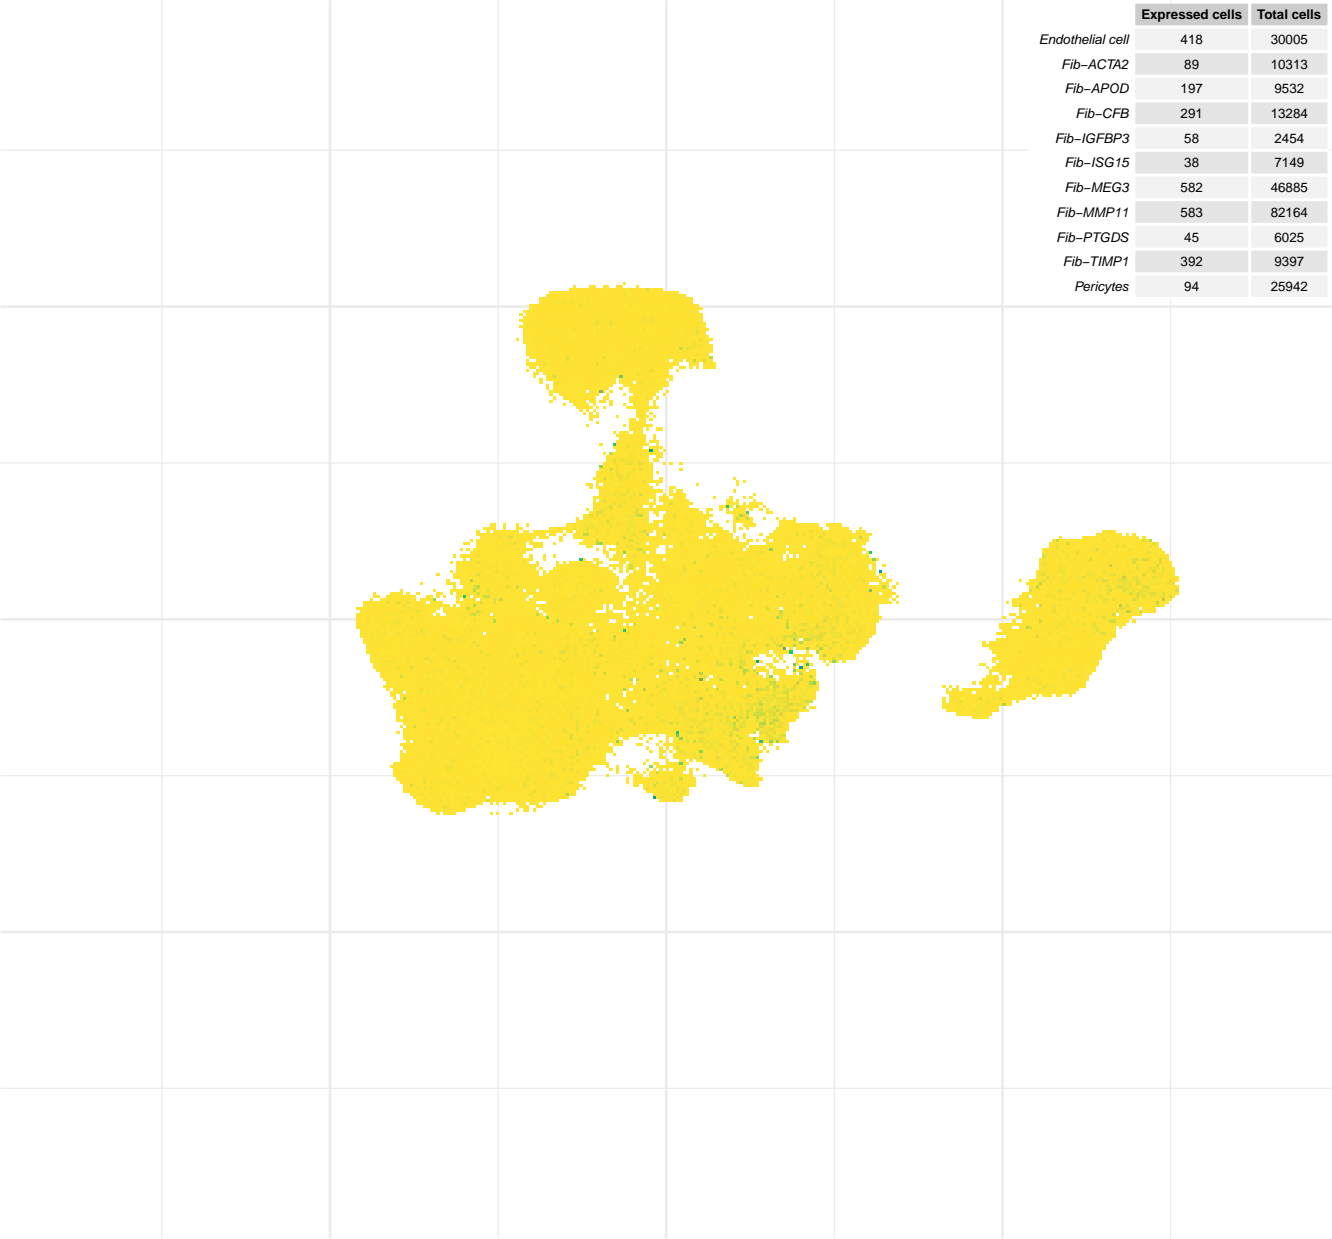 Expressed cells Total cells
Endothelial cell 418 30005
Fib−ACTA2 89 10313
Fib−APOD 197 9532
Fib−CFB 291 13284
Fib−IGFBP3 58 2454
Fib−ISG15 38 7149
Fib−MEG3 582 46885
Fib−MMP11 583 82164
Fib−PTGDS 45 6025
Fib−TIMP1 392 9397
Pericytes 94 25942